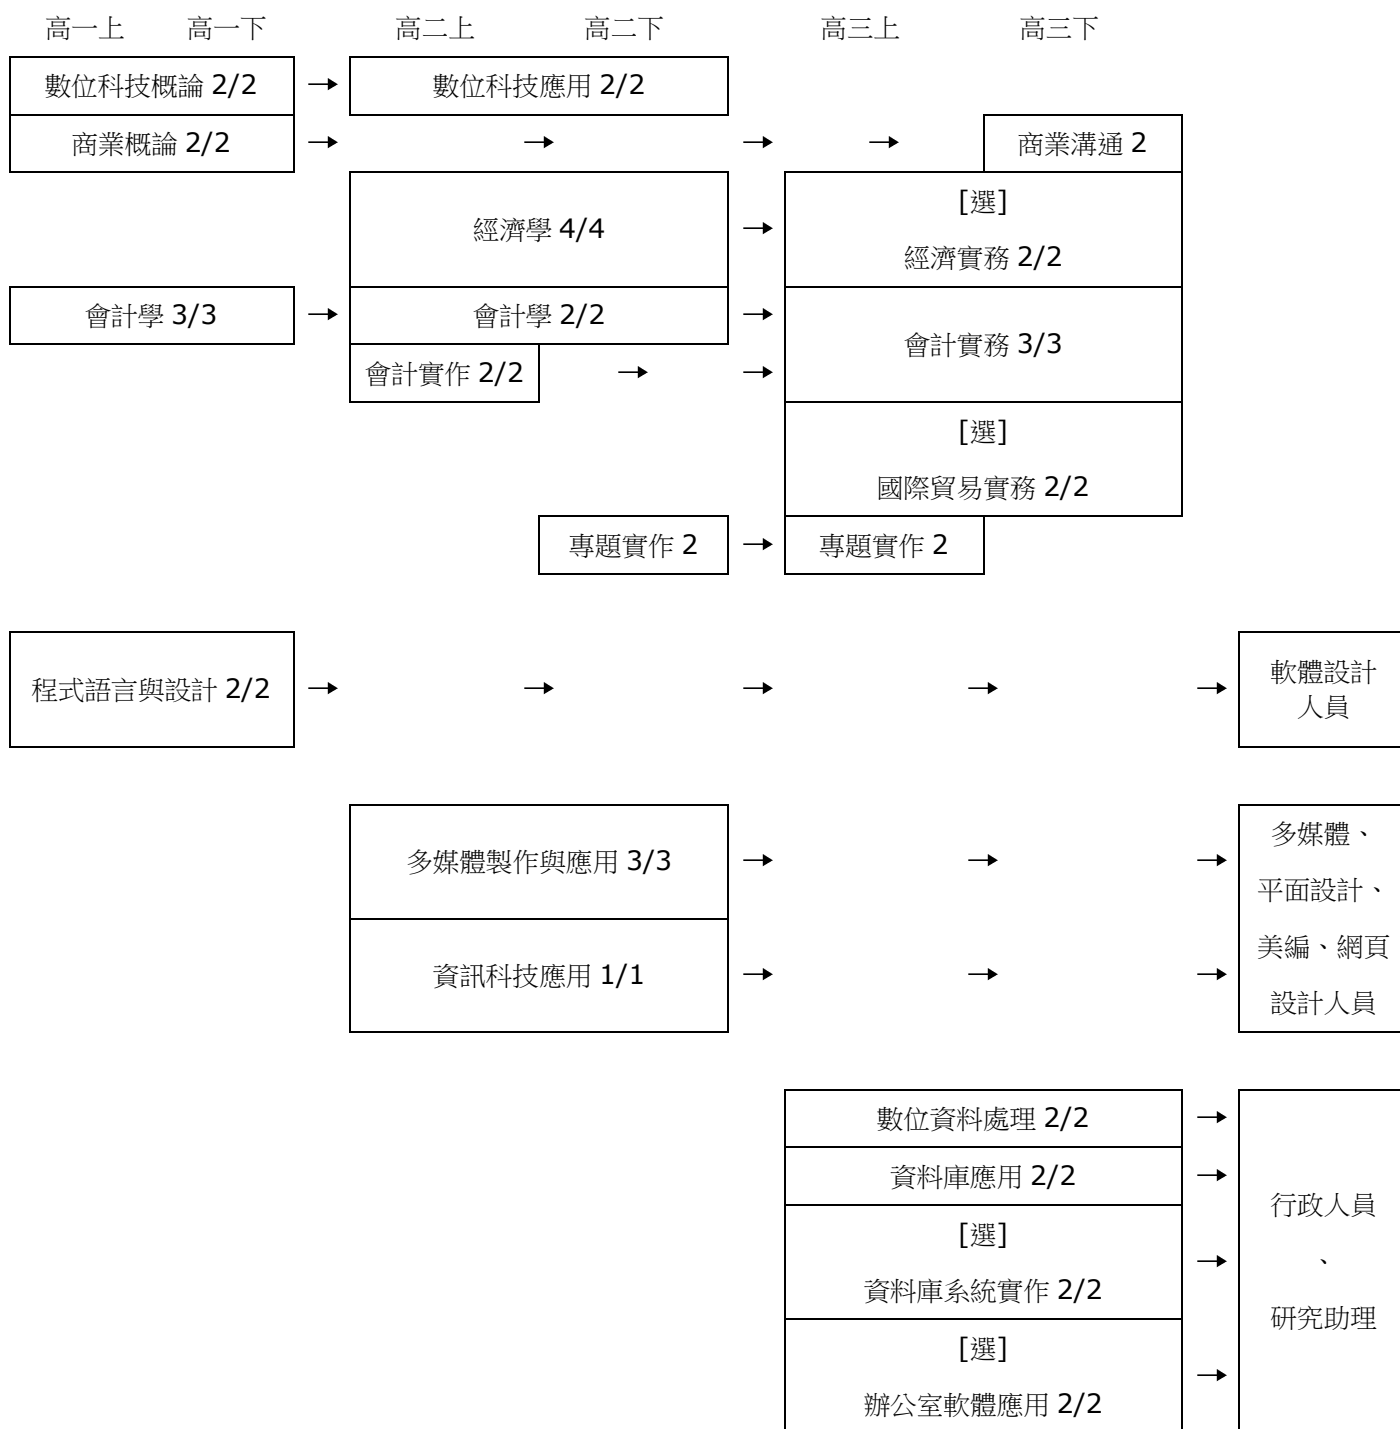 高一上 高一下 高二上 高二下 高三上 高三下
數位科技概論 2/2 → 數位科技應用 2/2
商業概論 2/2 → → → → 商業溝通 2
經濟學 4/4 → [選]
經濟實務 2/2
會計學 3/3 → 會計學 2/2 → 會計實務 3/3
會計實作 2/2 → →
[選]
國際貿易實務 2/2
專題實作 2 → 專題實作 2
程式語言與設計 2/2 → → → → → 軟體設計
人員
多媒體製作與應用 3/3 → → → 多媒體、
平面設計、
資訊科技應用 1/1 → → → 美編、網頁
設計人員
數位資料處理 2/2 →
資料庫應用 2/2 →
[選]
資料庫系統實作 2/2 →
[選]
辦公室軟體應用 2/2 →
行政人員
、
研究助理